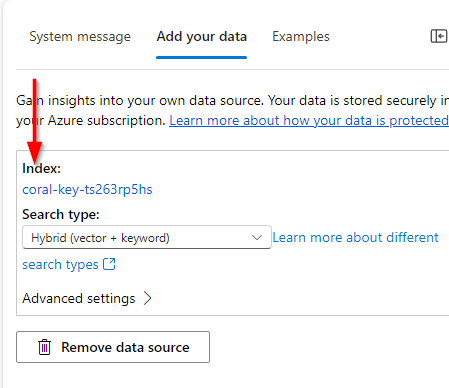 System message
Add your data
Examples
Gain insights into your own data source. Your data is stored securely in
your Azure subscription. Learn more about how your data is protected
Index:
coral-key-ts263rp5hs
Search type:
Hybrid (vector + keyword)
Learn more about different
search types
Advanced settings
Remove data source